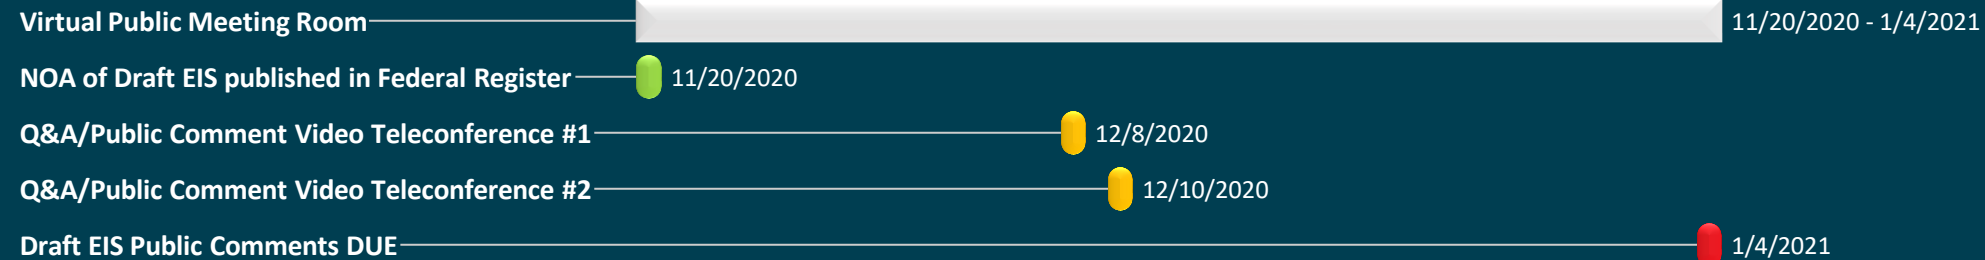 Virtual Public Meeting Room 11/20/2020 - 1/4/2021
NOA of Draft EIS published in Federal Register 11/20/2020
Q&A/Public Comment Video Teleconference #1 12/8/2020
Q&A/Public Comment Video Teleconference #2 12/10/2020
Draft EIS Public Comments DUE 1/4/2021